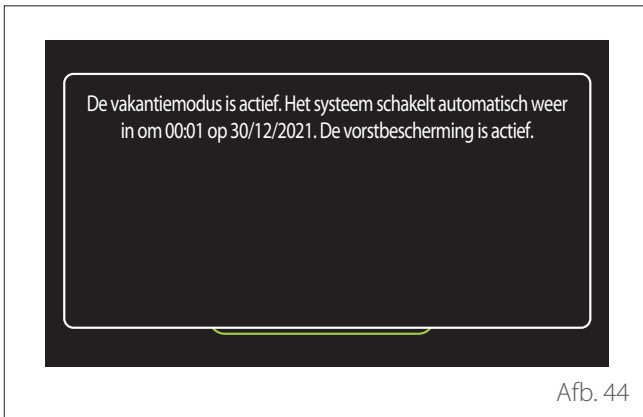 De vakantiemodus is actief. Het systeem schakelt automatisch weer
in om 00:01 op 30/12/2021. De vorstbescherming is actief.
Afb. 44